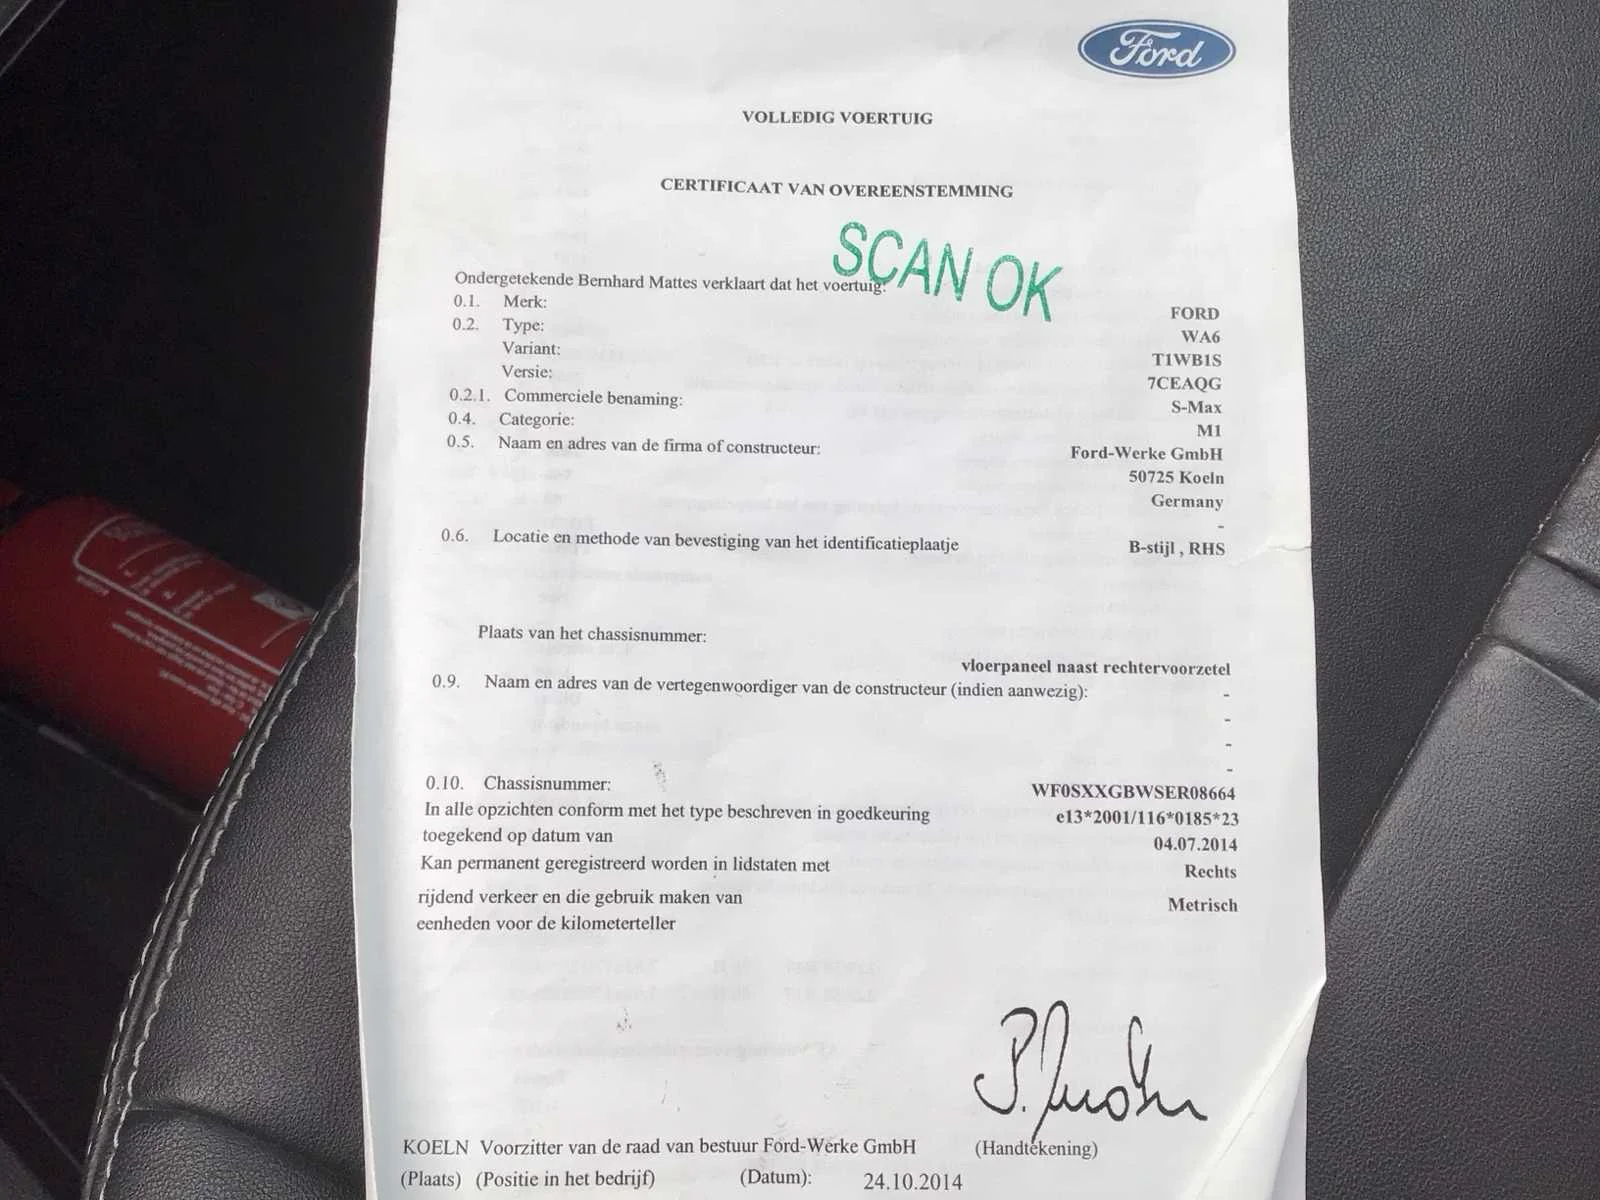 Ford
VOLLEDIG VOERTUIG
CERTIFICAAT VAN OVEREENSTEMMING
SCAN OK
Ondergetekende Bernhard Mattes verklaart dat het voertuig:
0.1. Merk: FORD
0.2. Type: WA6
Variant: T1WB1S
Versie: 7CEAQG
0.2.1. Commerciele benaming: S-Max
0.4. Categorie: M1
0.5. Naam en adres van de firma of constructeur: Ford-Werke GmbH
50725 Koeln
Germany
-
0.6. Locatie en methode van bevestiging van het identificatieplaatje B-stijl , RHS
Plaats van het chassisnummer:
vloerpaneel naast rechtervoorzetel
0.9. Naam en adres van de vertegenwoordiger van de constructeur (indien aanwezig): -
-
-
-
0.10. Chassisnummer: WF0SXXGBWSER08664
In alle opzichten conform met het type beschreven in goedkeuring e13*2001/116*0185*23
toegekend op datum van 04.07.2014
Kan permanent geregistreerd worden in lidstaten met Rechts
rijdend verkeer en die gebruik maken van Metrisch
eenheden voor de kilometerteller
KOELN Voorzitter van de raad van bestuur Ford-Werke GmbH (Handtekening)
(Plaats) (Positie in het bedrijf) (Datum): 24.10.2014